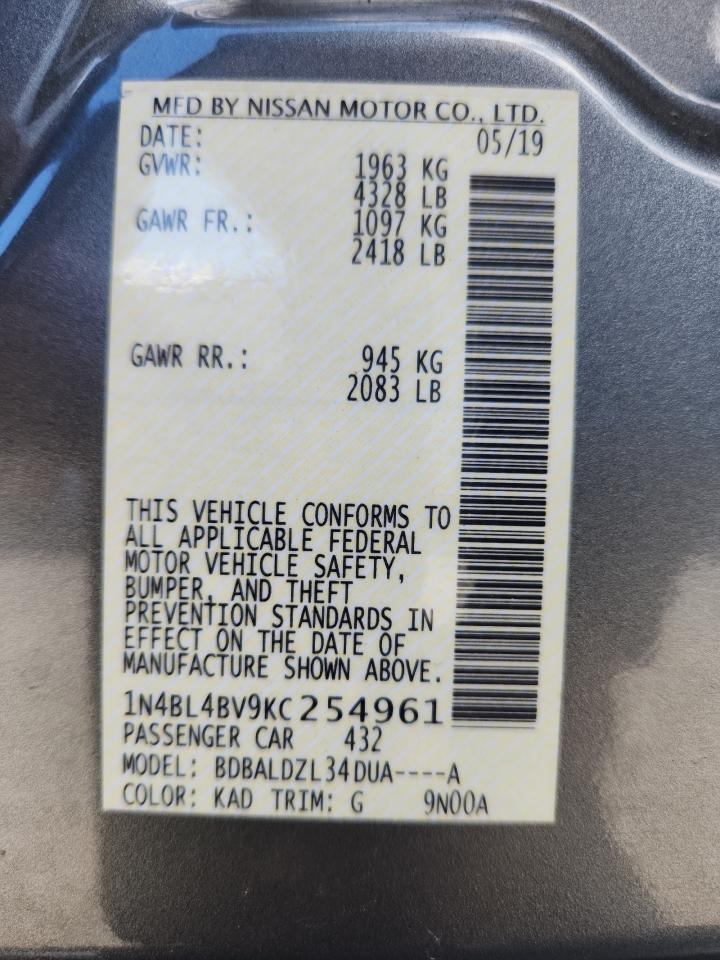 MFD BY NISSAN MOTOR CO., LTD.
DATE: 05/19
GVWR: 1963 KG
4328 LB
GAWR FR.: 1097 KG
2418 LB
GAWR RR.: 945 KG
2083 LB
THIS VEHICLE CONFORMS TO
ALL APPLICABLE FEDERAL
MOTOR VEHICLE SAFETY,
BUMPER, AND THEFT
PREVENTION STANDARDS IN
EFFECT ON THE DATE OF
MANUFACTURE SHOWN ABOVE.
1N4BL4BV9KC254961
PASSENGER CAR 432
MODEL: BDBALDZL34DUA----A
COLOR: KAD TRIM: G 9N00A